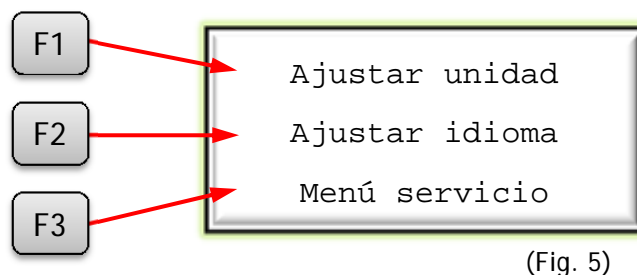 F1
Ajustar unidad
F2
Ajustar idioma
F3
Menú servicio
(Fig. 5)